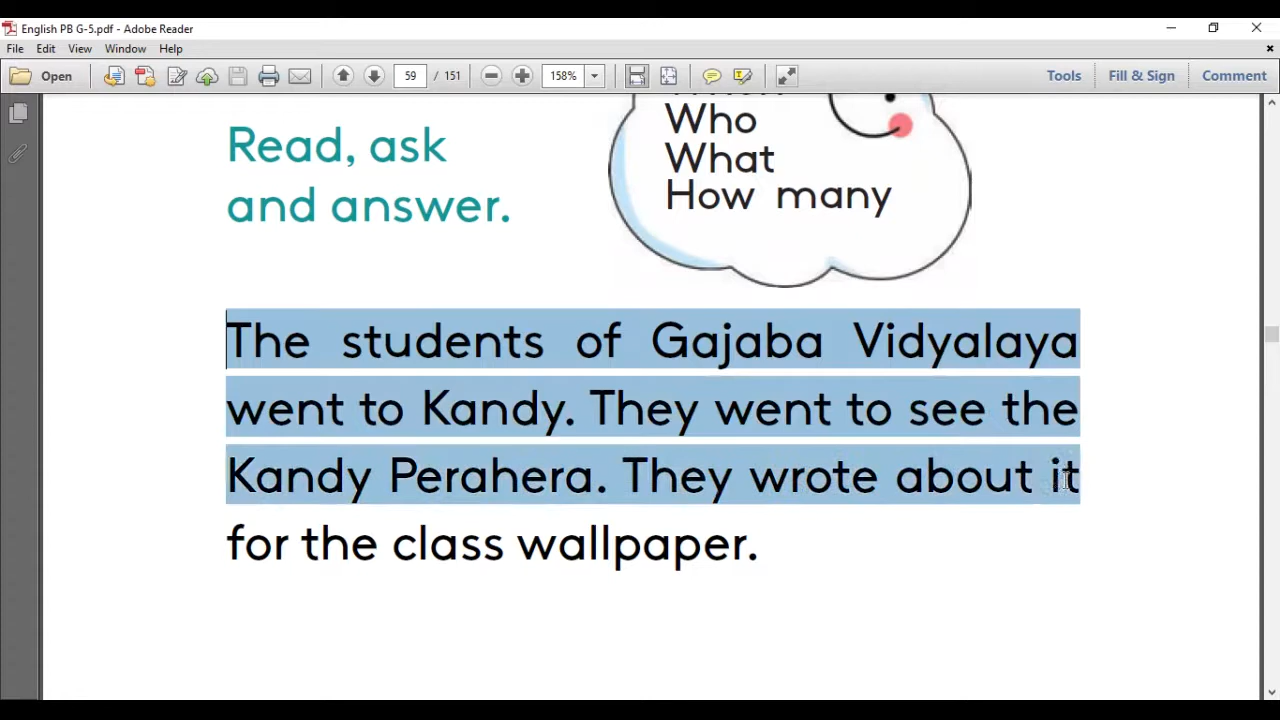 English PB G-5.pdf - Adobe Reader
File Edit View Window Help
Open 59 / 151 158% Tools Fill & Sign Comment
Who
What
How many
Read, ask
and answer.
The students of Gajaba Vidyalaya
went to Kandy. They went to see the
Kandy Perahera. They wrote about it
for the class wallpaper.